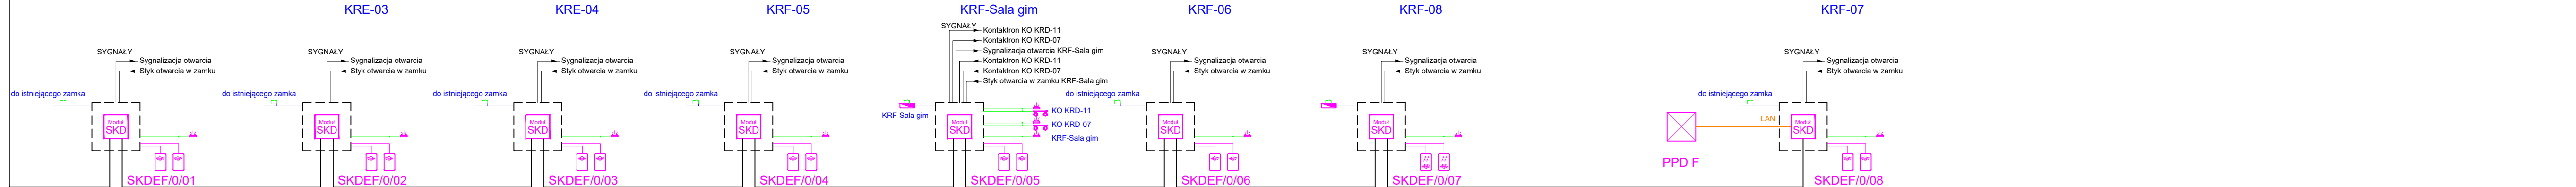 KRE-03
KRE-04
KRF-05
KRF-Sala gim
KRF-06
KRF-08
KRF-07
SYGNAŁY
Sygnalizacja otwarcia
Styk otwarcia w zamku
do istniejącego zamka
Moduł
SKD
SKDEF/0/01
SYGNAŁY
Sygnalizacja otwarcia
Styk otwarcia w zamku
do istniejącego zamka
Moduł
SKD
SKDEF/0/02
SYGNAŁY
Sygnalizacja otwarcia
Styk otwarcia w zamku
do istniejącego zamka
Moduł
SKD
SKDEF/0/03
SYGNAŁY
Sygnalizacja otwarcia
Styk otwarcia w zamku
do istniejącego zamka
Moduł
SKD
SKDEF/0/04
SYGNAŁY
Kontaktron KO KRD-11
Kontaktron KO KRD-07
Sygnalizacja otwarcia KRF-Sala gim
Kontaktron KO KRD-11
Kontaktron KO KRD-07
Styk otwarcia w zamku KRF-Sala gim
KRF-Sala gim
Moduł
SKD
KO KRD-11
KO KRD-07
KRF-Sala gim
SKDEF/0/05
SYGNAŁY
Sygnalizacja otwarcia
Styk otwarcia w zamku
do istniejącego zamka
Moduł
SKD
SKDEF/0/06
SYGNAŁY
Sygnalizacja otwarcia
Styk otwarcia w zamku
Moduł
SKD
SKDEF/0/07
PPD F
LAN
SYGNAŁY
Sygnalizacja otwarcia
Styk otwarcia w zamku
do istniejącego zamka
Moduł
SKD
SKDEF/0/08